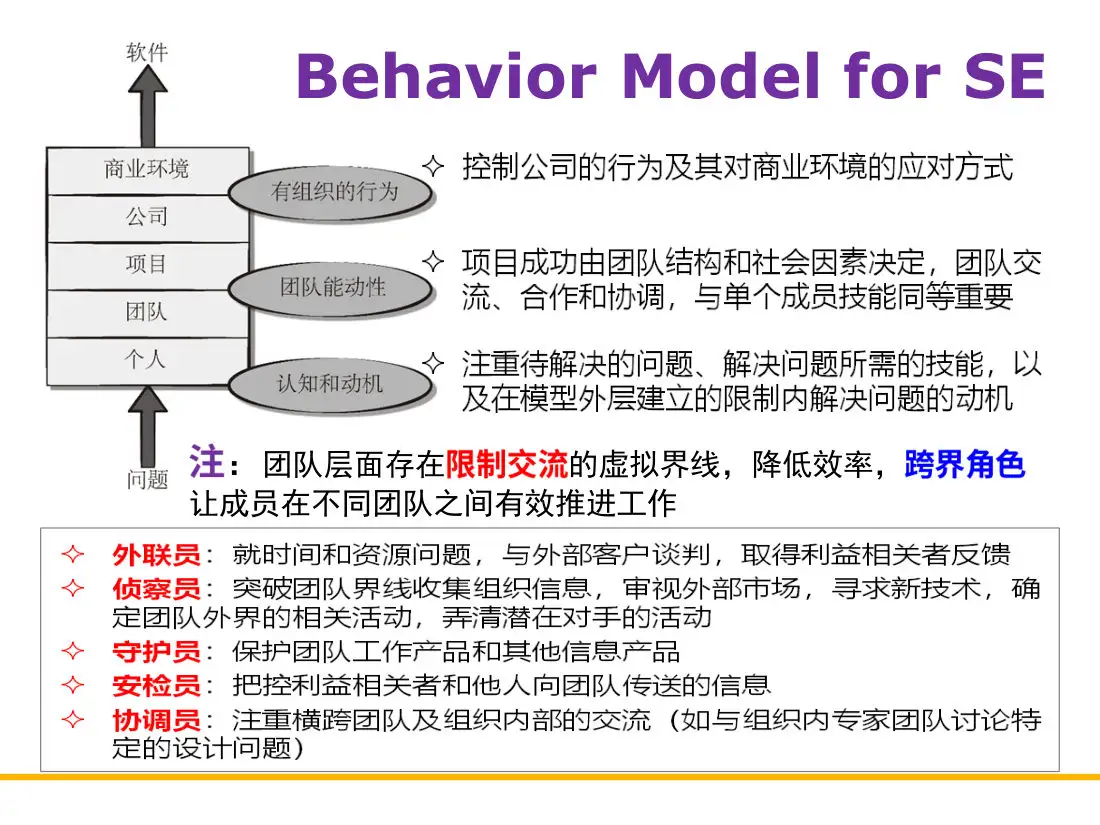 Behavior Model for SE
软件
商业环境
公司
项目
团队
个人
问题
有组织的行为
团队能动性
认知和动机
✧ 控制公司的行为及其对商业环境的应对方式
✧ 项目成功由团队结构和社会因素决定，团队交
流、合作和协调，与单个成员技能同等重要
✧ 注重待解决的问题、解决问题所需的技能，以
及在模型外层建立的限制内解决问题的动机
注：团队层面存在限制交流的虚拟界线，降低效率，跨界角色
让成员在不同团队之间有效推进工作
✧ 外联员：就时间和资源问题，与外部客户谈判，取得利益相关者反馈
✧ 侦察员：突破团队界线收集组织信息，审视外部市场，寻求新技术，确
定团队外界的相关活动，弄清潜在对手的活动
✧ 守护员：保护团队工作产品和其他信息产品
✧ 安检员：把控利益相关者和他人向团队传送的信息
✧ 协调员：注重横跨团队及组织内部的交流（如与组织内专家团队讨论特
定的设计问题）